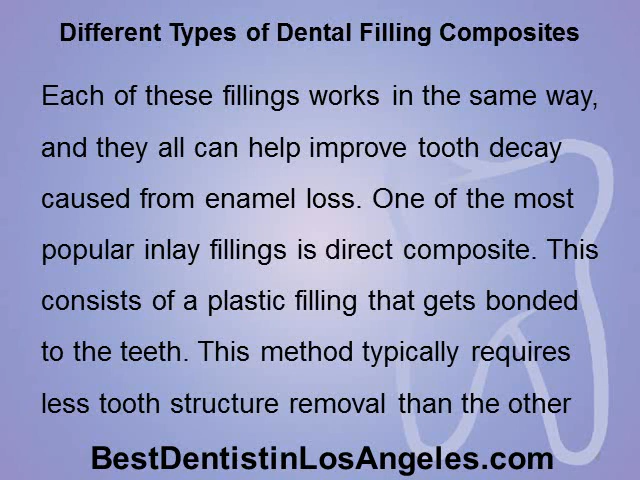 Different Types of Dental Filling Composites
Each of these fillings works in the same way,
and they all can help improve tooth decay
caused from enamel loss. One of the most
popular inlay fillings is direct composite. This
consists of a plastic filling that gets bonded
to the teeth. This method typically requires
less tooth structure removal than the other
BestDentistinLosAngeles.com